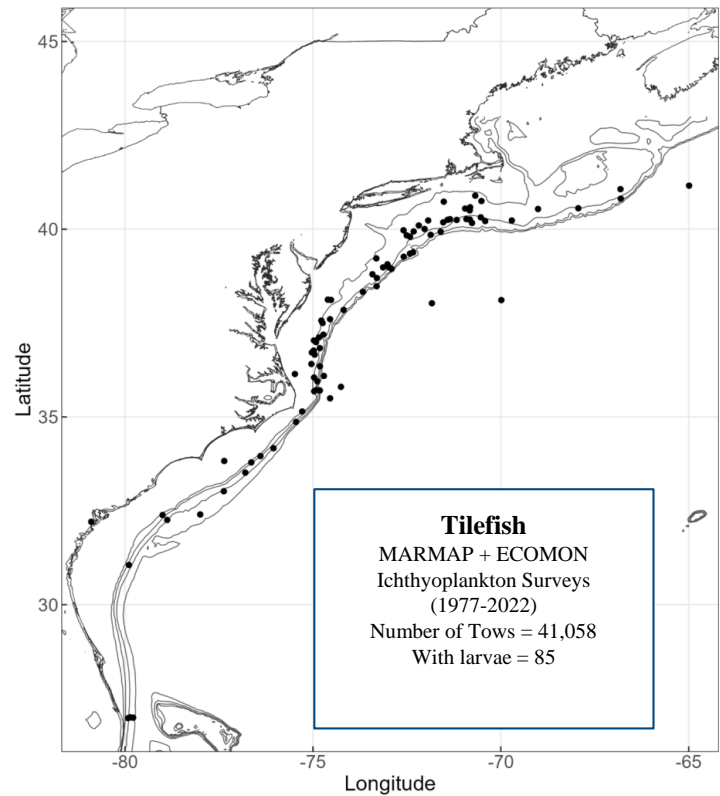 45
40
Latitude
35
30
Tilefish
MARMAP + ECOMON
Ichthyoplankton Surveys
(1977-2022)
Number of Tows = 41,058
With larvae = 85
-80
-75
-70
-65
Longitude